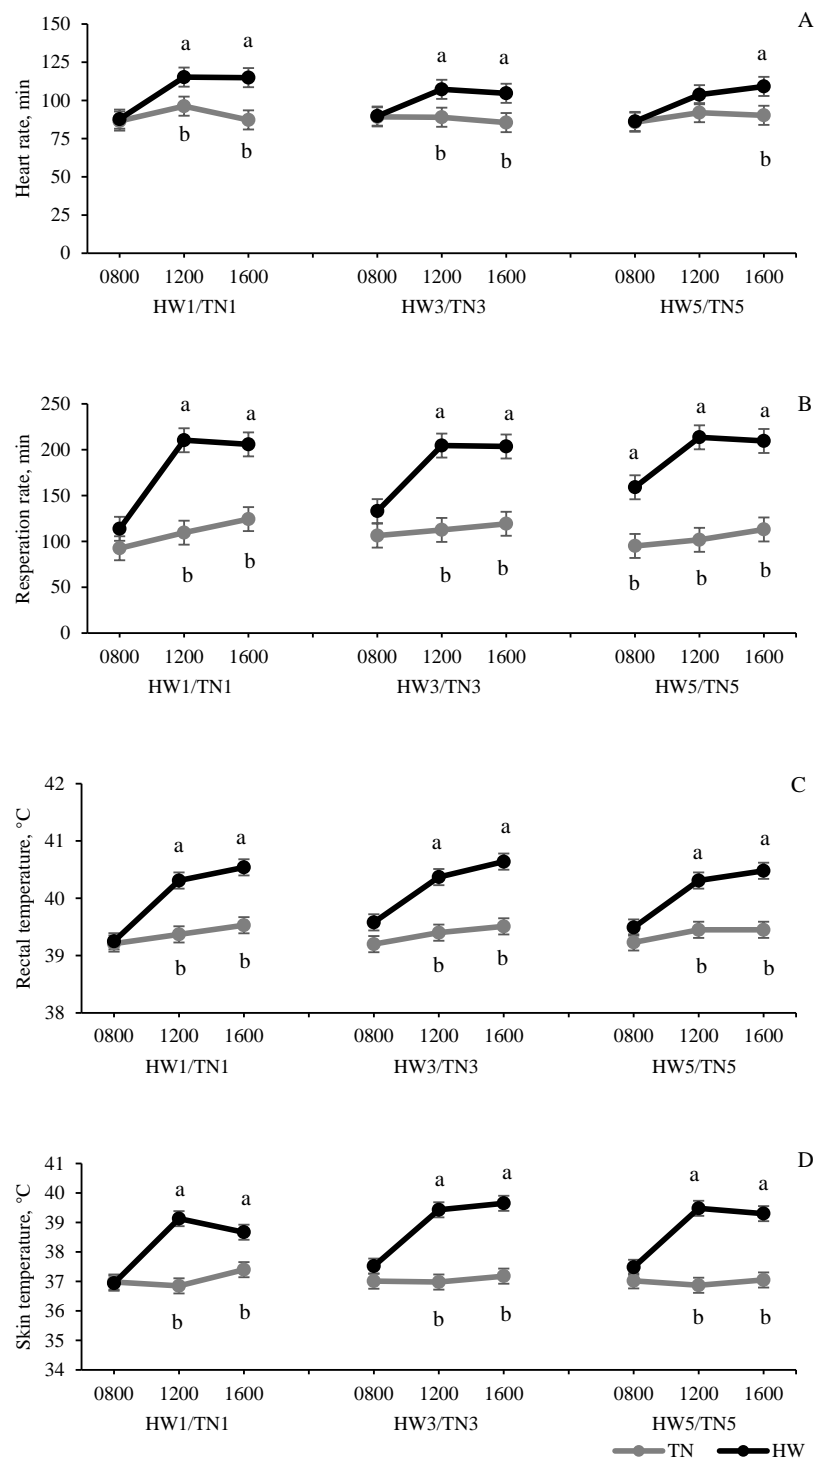 A
Heart rate, min
150
125
100
75
50
25
0
a a a a a
b b b b b
0800 1200 1600 0800 1200 1600 0800 1200 1600
HW1/TN1 HW3/TN3 HW5/TN5
B
Resperation rate, min
250
200
150
100
50
0
a a a a a a a
b b b b b b b
0800 1200 1600 0800 1200 1600 0800 1200 1600
HW1/TN1 HW3/TN3 HW5/TN5
C
Rectal temperature, °C
42
41
40
39
38
a a a a a a
b b b b b b
0800 1200 1600 0800 1200 1600 0800 1200 1600
HW1/TN1 HW3/TN3 HW5/TN5
D
Skin temperature, °C
41
40
39
38
37
36
35
34
a a a a a a
b b b b b b
0800 1200 1600 0800 1200 1600 0800 1200 1600
HW1/TN1 HW3/TN3 HW5/TN5
TN HW